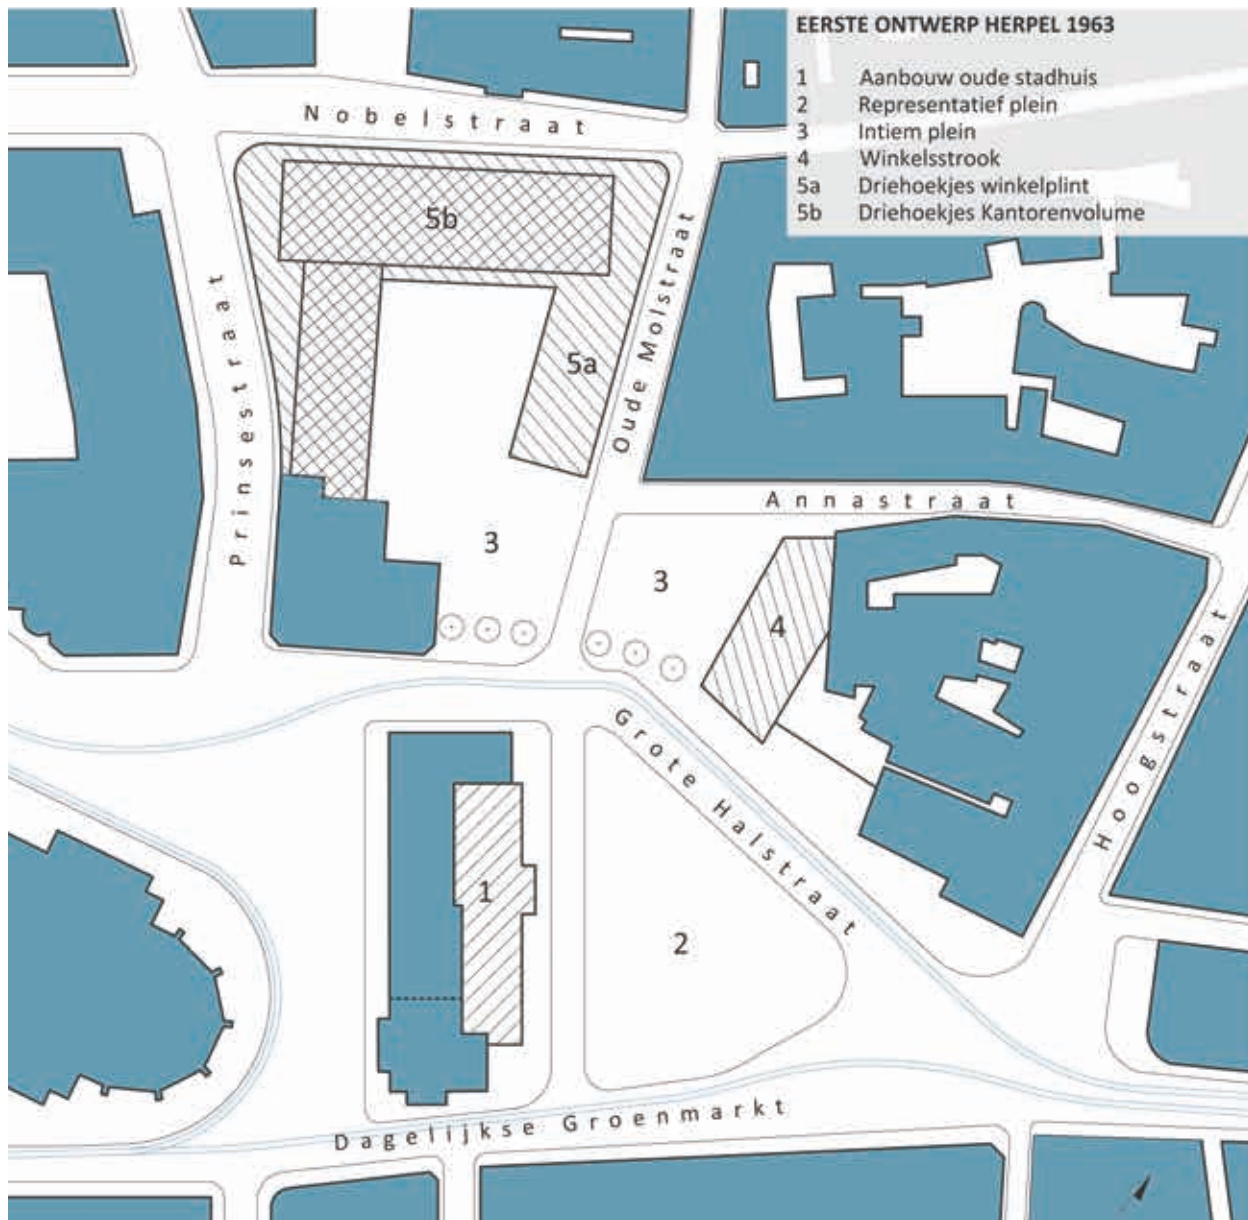 EERSTE ONTWERP HERPEL 1963
1 Aanbouw oude stadhuis
2 Representatief plein
3 Intiem plein
4 Winkelsstrook
5a Driehoekjes winkelplint
5b Driehoekjes Kantorenvolume
Nobelstraat
5b
Prinsestraat
Oude Molstraat
5a
Annastraat
3
3
4
Grote Halstraat
Hoogstraat
1
2
Dagelijkse Groenmarkt